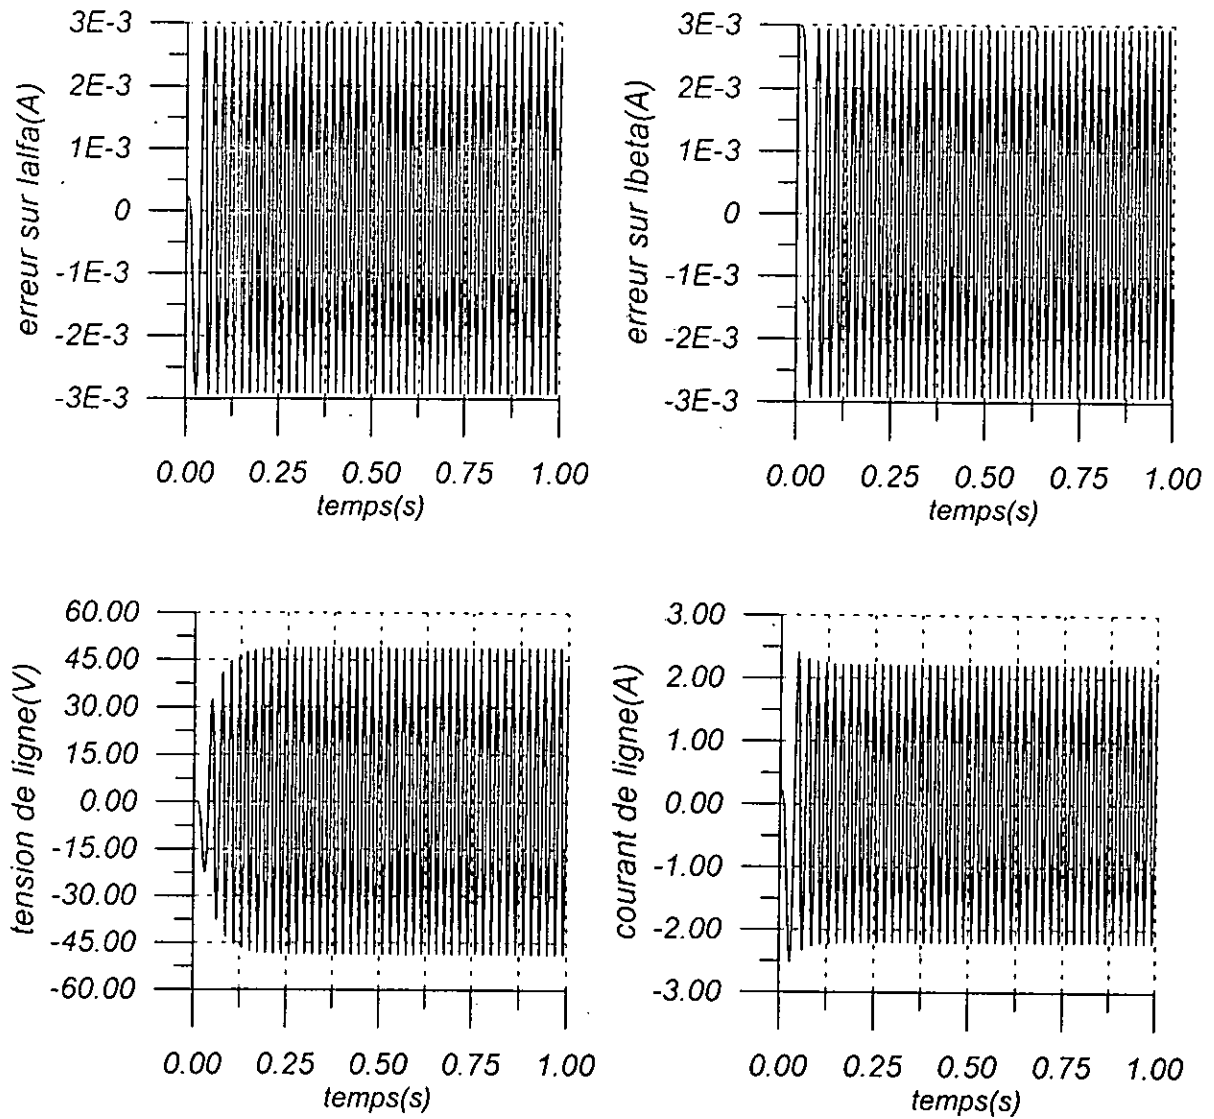 3E-3
2E-3
1E-3
0
-1E-3
-2E-3
-3E-3
erreur sur Ialfa(A)
0.00 0.25 0.50 0.75 1.00
temps(s)
3E-3
2E-3
1E-3
0
-1E-3
-2E-3
-3E-3
erreur sur Ibeta(A)
0.00 0.25 0.50 0.75 1.00
temps(s)
60.00
45.00
30.00
15.00
0.00
-15.00
-30.00
-45.00
-60.00
tension de ligne(V)
0.00 0.25 0.50 0.75 1.00
temps(s)
3.00
2.00
1.00
0.00
-1.00
-2.00
-3.00
courant de ligne(A)
0.00 0.25 0.50 0.75 1.00
temps(s)